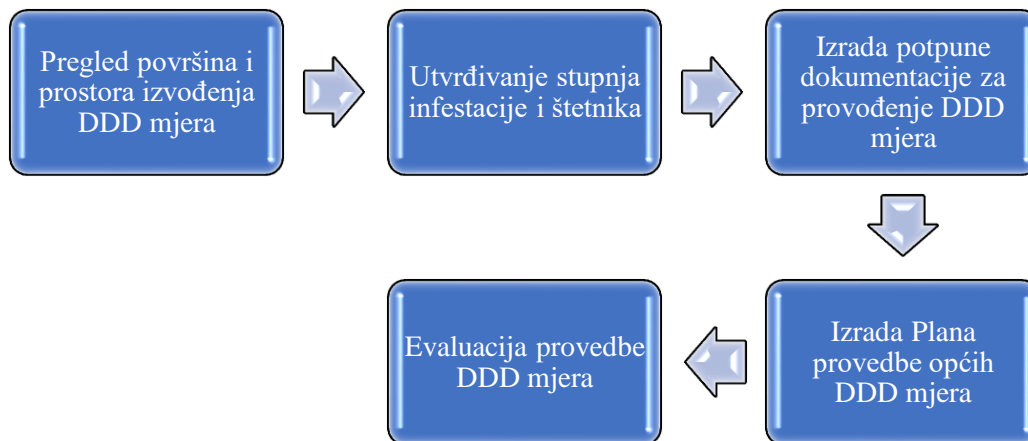 Pregled površina i
prostora izvođenja
DDD mjera
Utvrđivanje stupnja
infestacije i štetnika
Izrada potpune
dokumentacije za
provođenje DDD
mjera
Izrada Plana
provedbe općih
DDD mjera
Evaluacija provedbe
DDD mjera